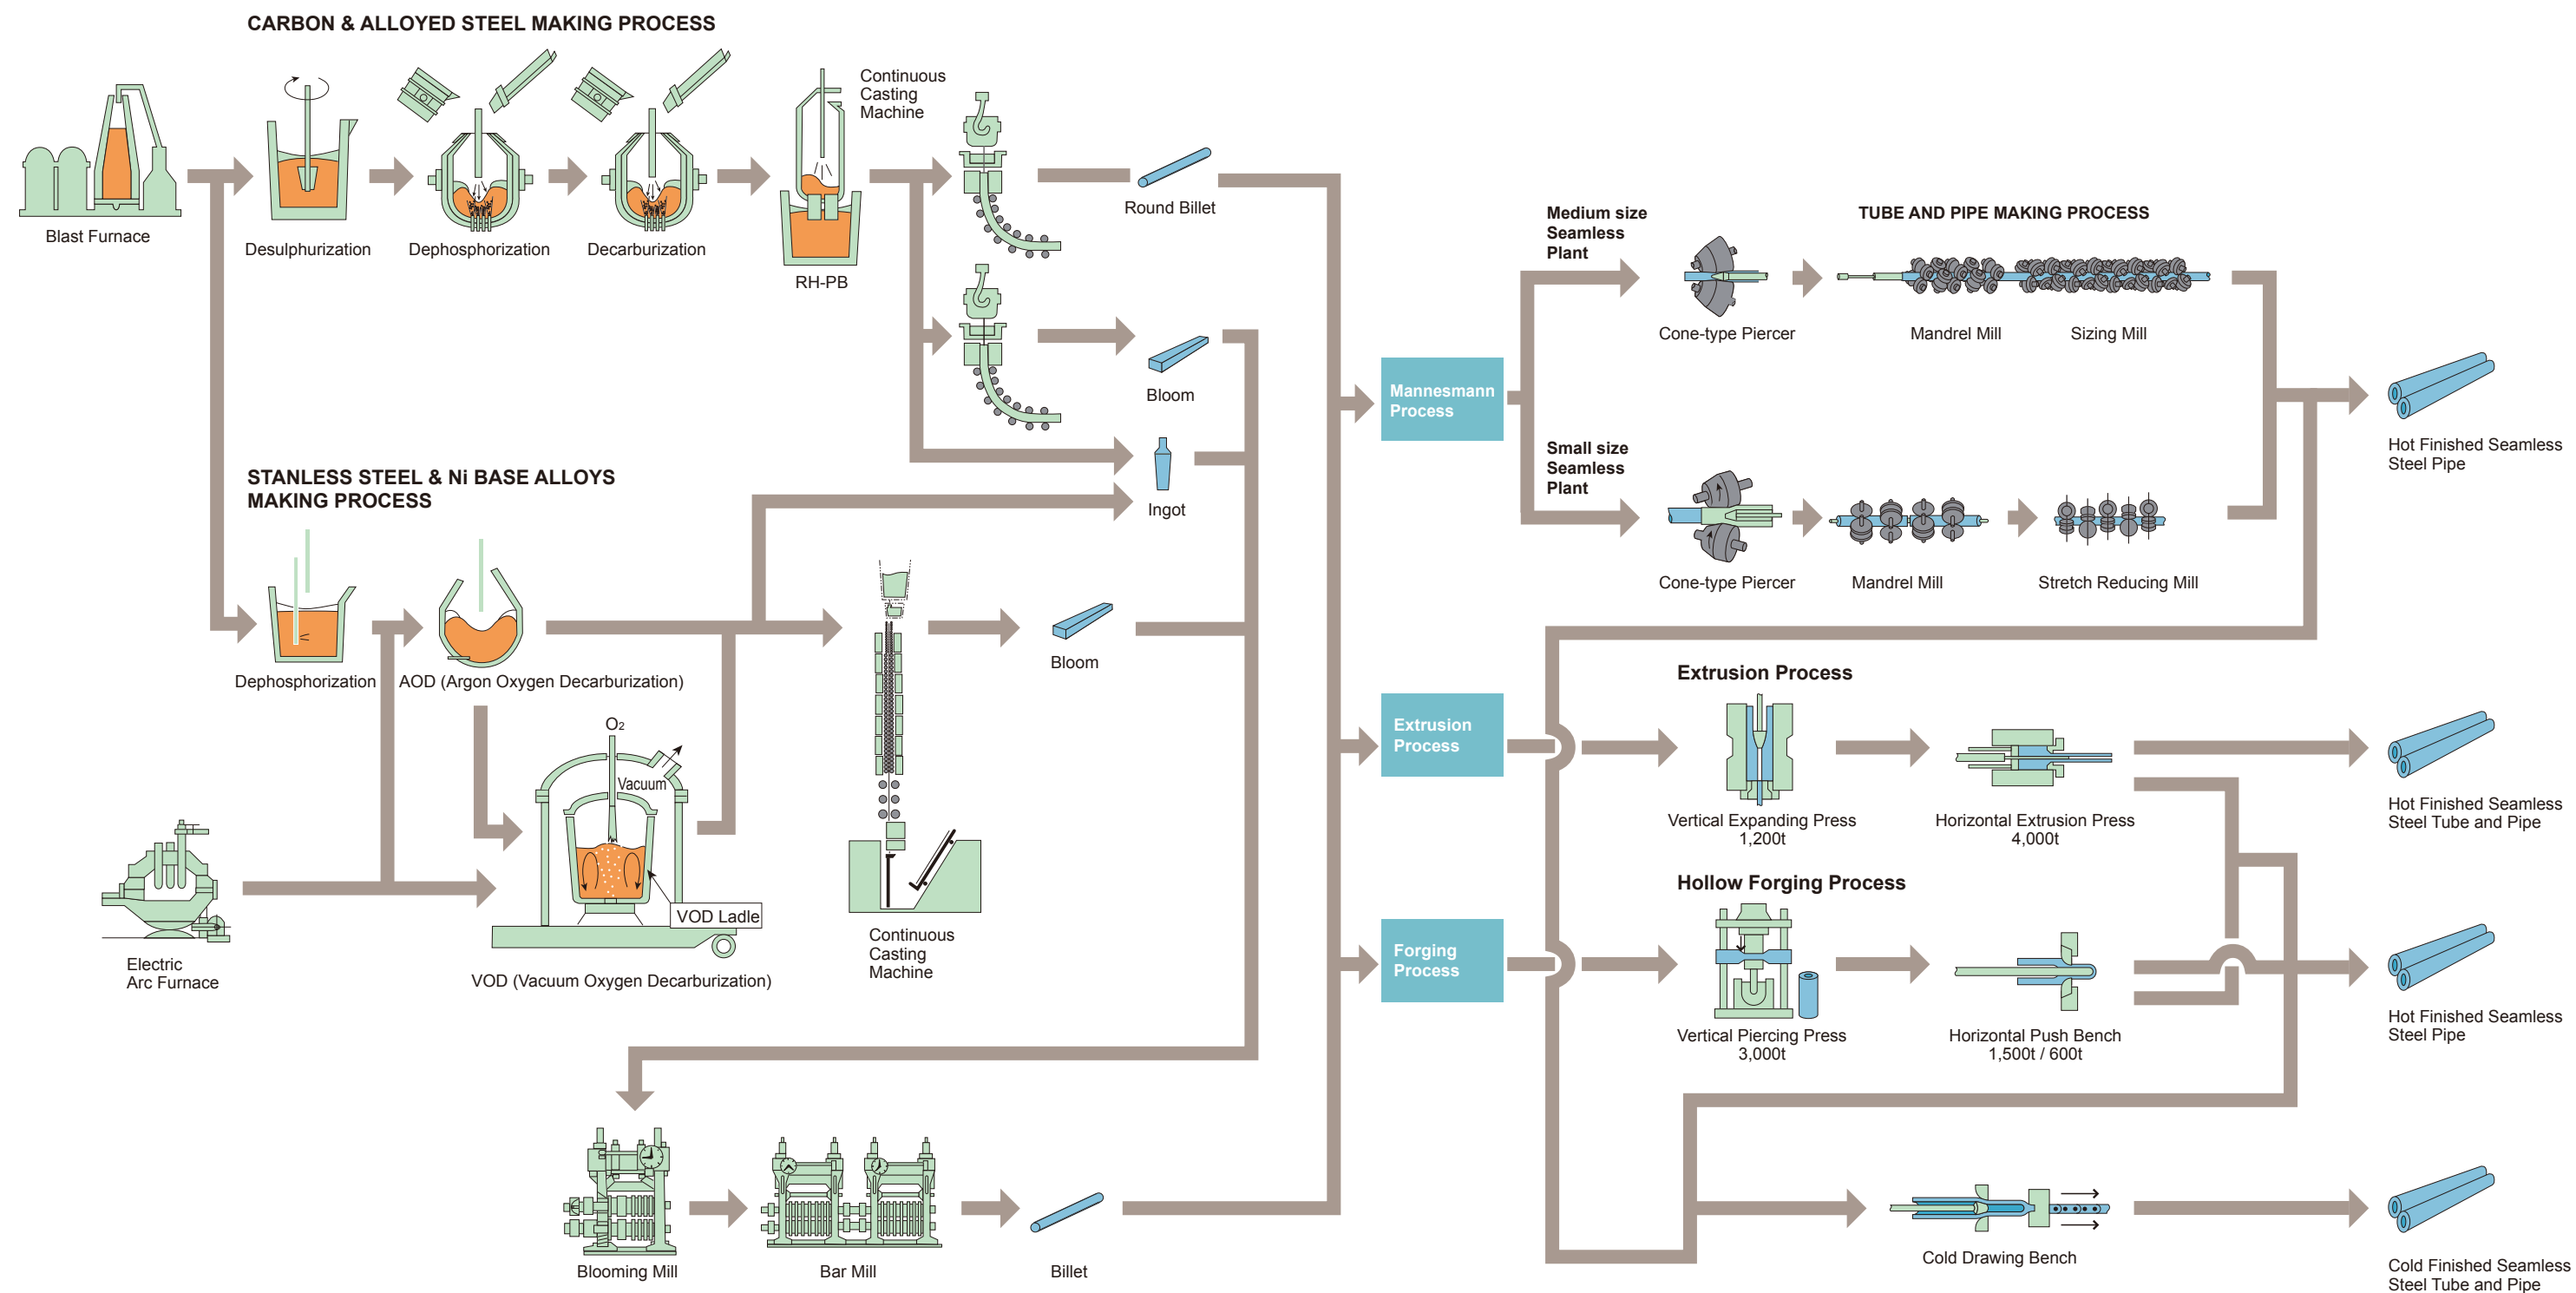 CARBON & ALLOYED STEEL MAKING PROCESS
Continuous
Casting
Machine
Blast Furnace
Desulphurization
Dephosphorization
Decarburization
RH-PB
Round Billet
Bloom
Ingot
STANLESS STEEL & Ni BASE ALLOYS
MAKING PROCESS
Dephosphorization
AOD (Argon Oxygen Decarburization)
Bloom
O2
Vacuum
VOD Ladle
VOD (Vacuum Oxygen Decarburization)
Electric
Arc Furnace
Continuous
Casting
Machine
Blooming Mill
Bar Mill
Billet
Mannesmann
Process
Extrusion
Process
Forging
Process
TUBE AND PIPE MAKING PROCESS
Medium size
Seamless
Plant
Cone-type Piercer
Mandrel Mill
Sizing Mill
Small size
Seamless
Plant
Cone-type Piercer
Mandrel Mill
Stretch Reducing Mill
Hot Finished Seamless
Steel Pipe
Extrusion Process
Vertical Expanding Press
1,200t
Horizontal Extrusion Press
4,000t
Hot Finished Seamless
Steel Tube and Pipe
Hollow Forging Process
Vertical Piercing Press
3,000t
Horizontal Push Bench
1,500t / 600t
Hot Finished Seamless
Steel Pipe
Cold Drawing Bench
Cold Finished Seamless
Steel Tube and Pipe